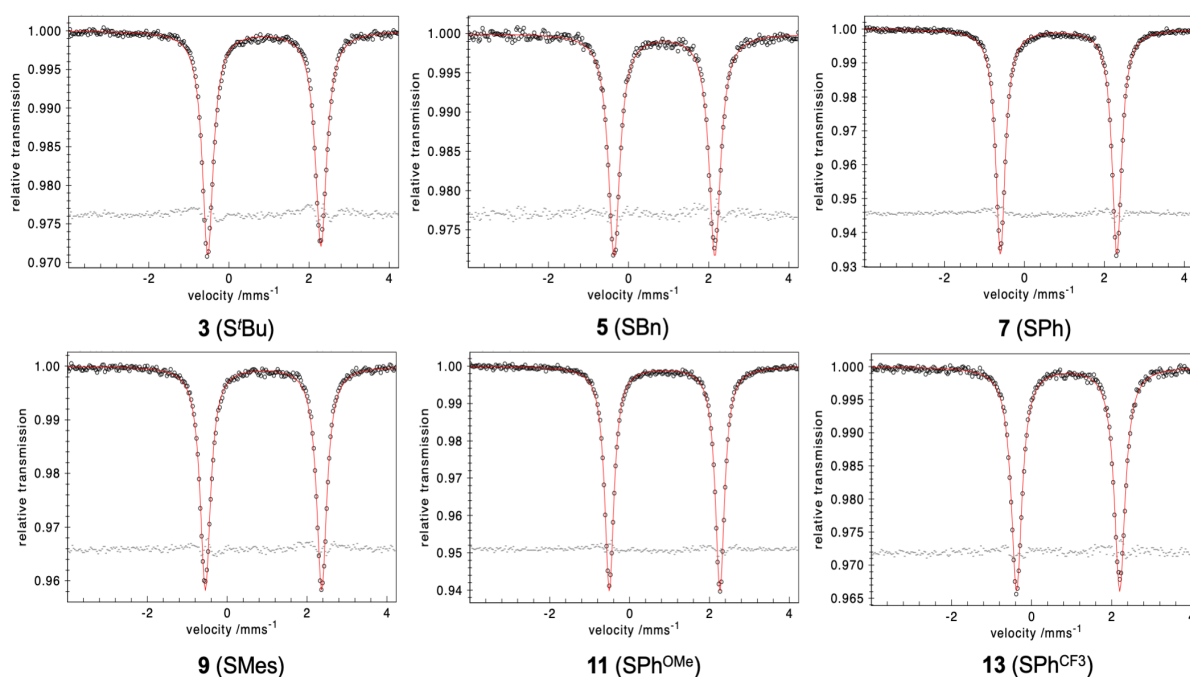 relative transmission
1.000
0.995
0.990
0.985
0.980
0.975
0.970
-2 0 2 4
velocity /mms⁻¹
3 (SᵗBu)
relative transmission
1.000
0.995
0.990
0.985
0.980
0.975
-2 0 2 4
velocity /mms⁻¹
5 (SBn)
relative transmission
1.00
0.99
0.98
0.97
0.96
0.95
0.94
0.93
-2 0 2 4
velocity /mms⁻¹
7 (SPh)
relative transmission
1.00
0.99
0.98
0.97
0.96
-2 0 2 4
velocity /mms⁻¹
9 (SMes)
relative transmission
1.00
0.99
0.98
0.97
0.96
0.95
0.94
-2 0 2 4
velocity /mms⁻¹
11 (SPhOMe)
relative transmission
1.000
0.995
0.990
0.985
0.980
0.975
0.970
0.965
-2 0 2 4
velocity /mms⁻¹
13 (SPhCF3)